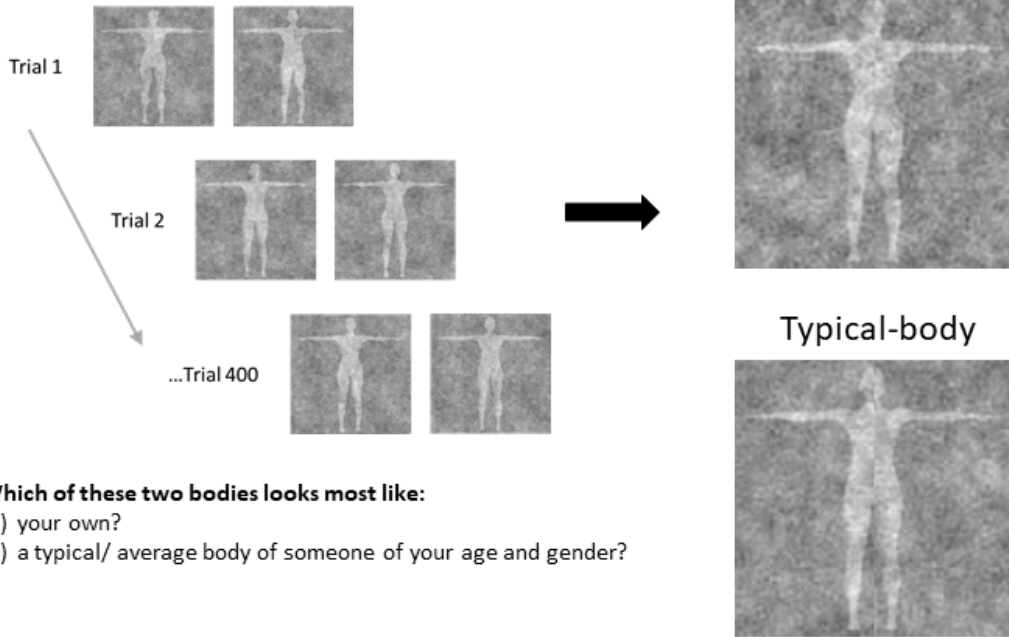 Trial 1
Trial 2
...Trial 400
Typical-body
hich of these two bodies looks most like:
) your own?
) a typical/ average body of someone of your age and gender?